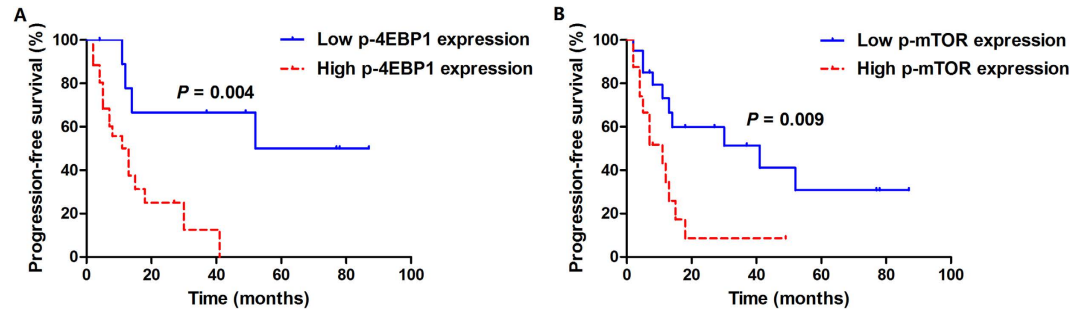 A
Progression-free survival (%)
100
80
60
40
20
0
Low p-4EBP1 expression
High p-4EBP1 expression
P = 0.004
0 20 40 60 80 100
Time (months)
B
Progression-free survival (%)
100
80
60
40
20
0
Low p-mTOR expression
High p-mTOR expression
P = 0.009
0 20 40 60 80 100
Time (months)